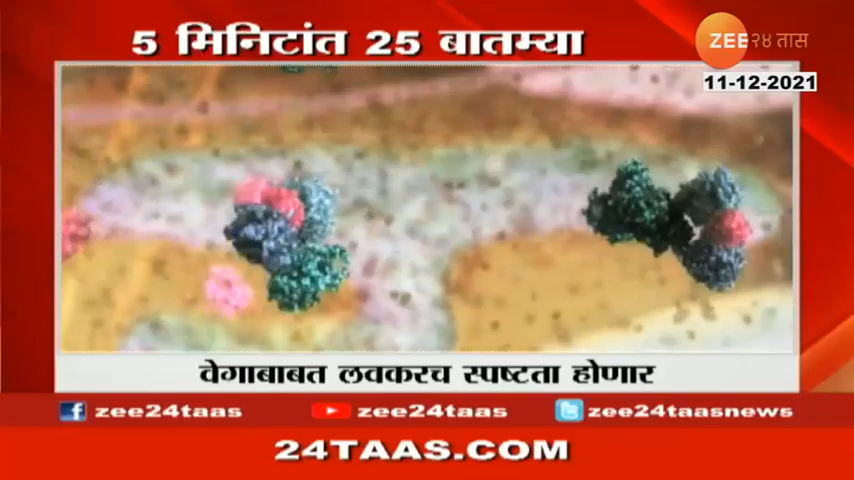 5 मिनिटांत 25 बातम्या
ZEE २४ तास
11-12-2021
वेगाबाबत लवकरच स्पष्टता होणार
zee24taas
zee24taas
zee24taasnews
24TAAS.COM